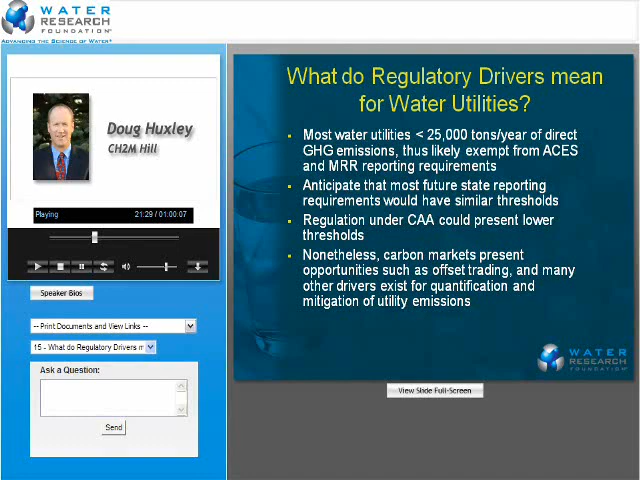 WATER
RESEARCH
FOUNDATION
ADVANCING THE SCIENCE OF WATER
Doug Huxley
CH2M Hill
Playing
21:29 / 01:00:07
Speaker Bios
-- Print Documents and View Links --
15 - What do Regulatory Drivers m
Ask a Question:
Send
What do Regulatory Drivers mean
for Water Utilities?
▪ Most water utilities < 25,000 tons/year of direct
GHG emissions, thus likely exempt from ACES
and MRR reporting requirements
▪ Anticipate that most future state reporting
requirements would have similar thresholds
▪ Regulation under CAA could present lower
thresholds
▪ Nonetheless, carbon markets present
opportunities such as offset trading, and many
other drivers exist for quantification and
mitigation of utility emissions
WATER
RESEARCH
FOUNDATION
View Slide Full-Screen